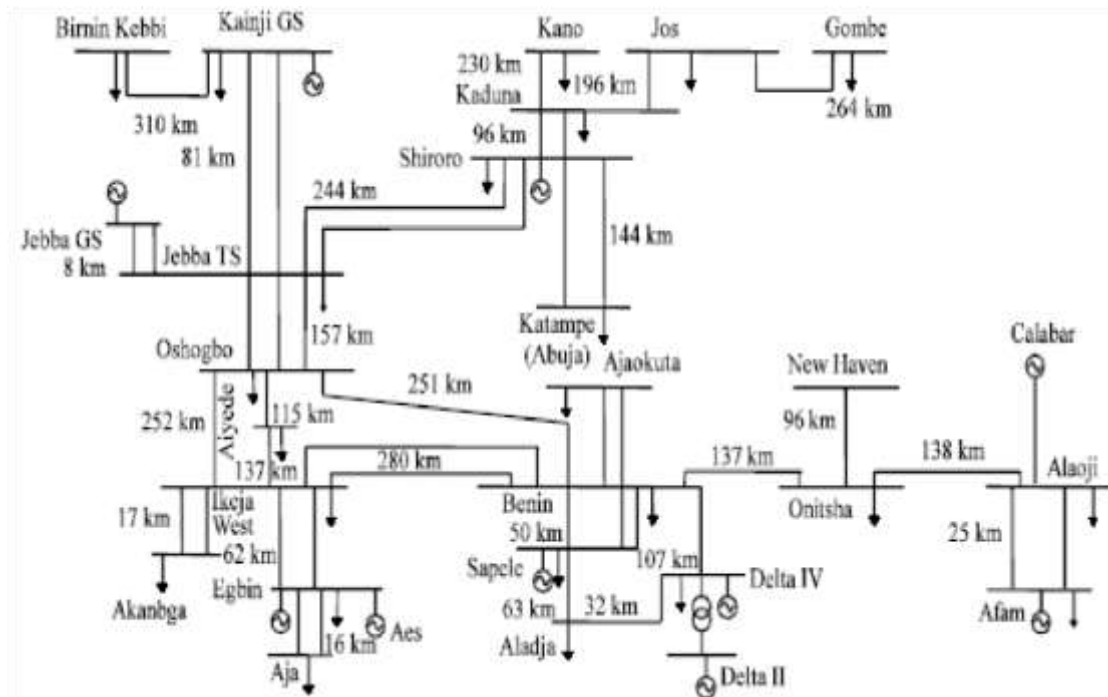 Birnin Kebbi
Kainji GS
Kano
Jos
Gombe
230 km
196 km
Kaduna
264 km
310 km
96 km
81 km
Shiroro
244 km
144 km
Jebba GS
8 km
Jebba TS
157 km
Katampe
(Abuja)
Calabar
Oshogbo
Ajaokuta
New Haven
251 km
252 km
Aiyede
115 km
96 km
137 km
280 km
137 km
138 km
Alaoji
Ikeja
West
Benin
Onitsha
17 km
50 km
25 km
62 km
Sapele
107 km
Delta IV
Akanbga
Egbin
63 km
32 km
Afam
16 km
Aes
Aladja
Aja
Delta II